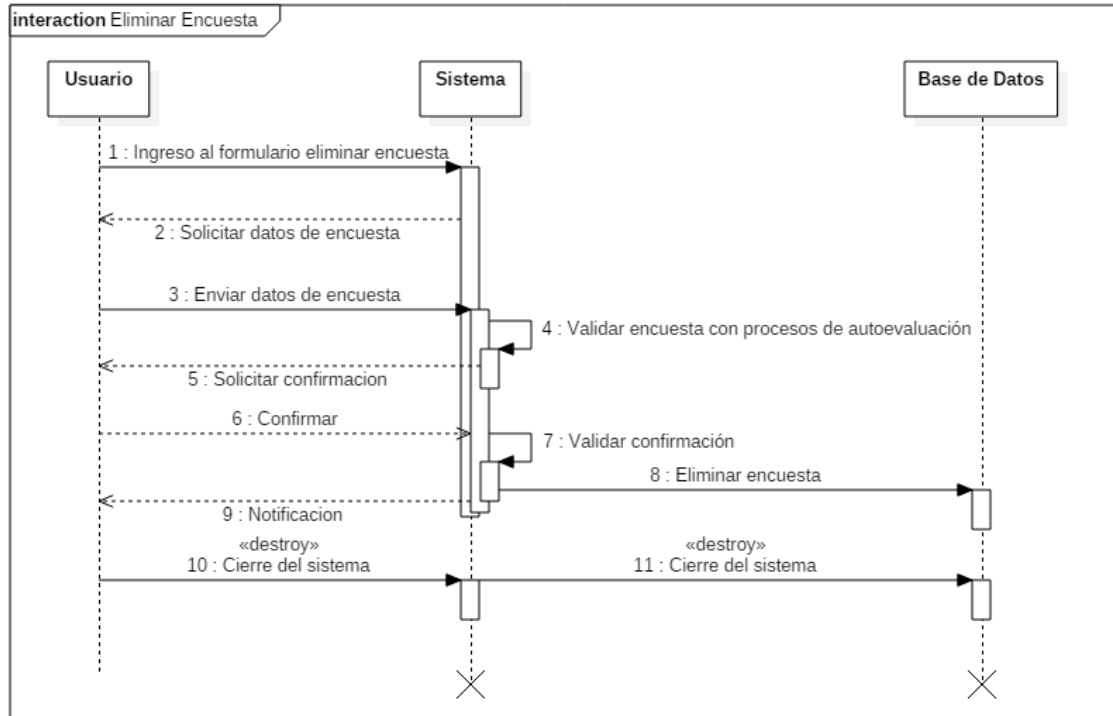 interaction Eliminar Encuesta
Usuario
Sistema
Base de Datos
1 : Ingreso al formulario eliminar encuesta
2 : Solicitar datos de encuesta
3 : Enviar datos de encuesta
4 : Validar encuesta con procesos de autoevaluación
5 : Solicitar confirmacion
6 : Confirmar
7 : Validar confirmación
8 : Eliminar encuesta
9 : Notificacion
«destroy»
10 : Cierre del sistema
«destroy»
11 : Cierre del sistema